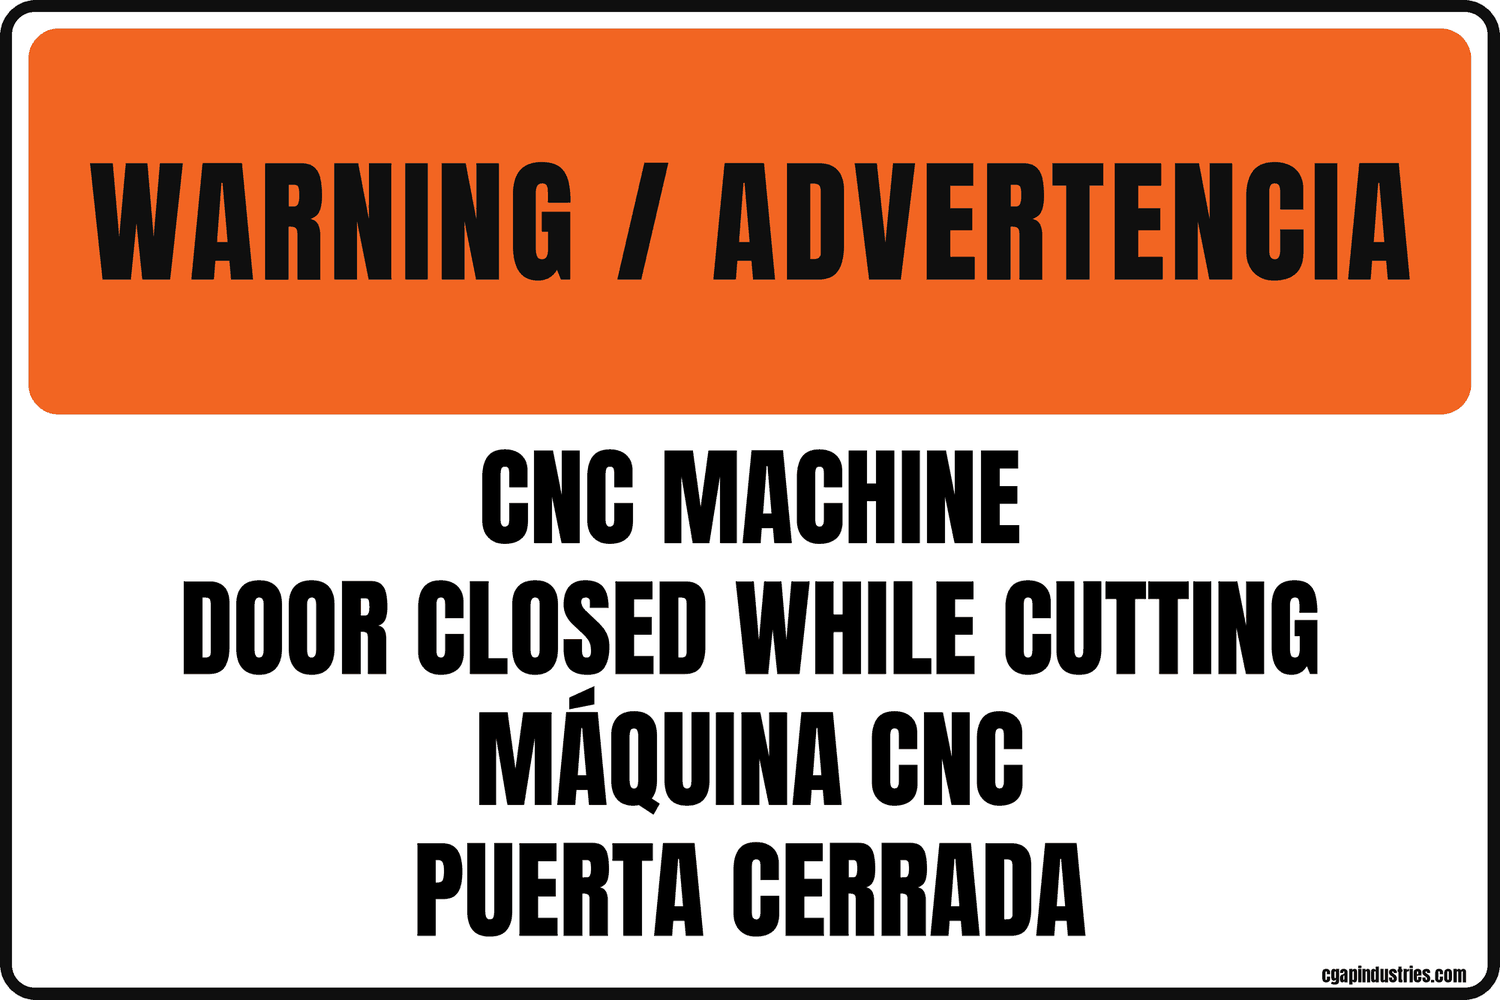 WARNING / ADVERTENCIA
CNC MACHINE
DOOR CLOSED WHILE CUTTING
MÁQUINA CNC
PUERTA CERRADA
cgapindustries.com